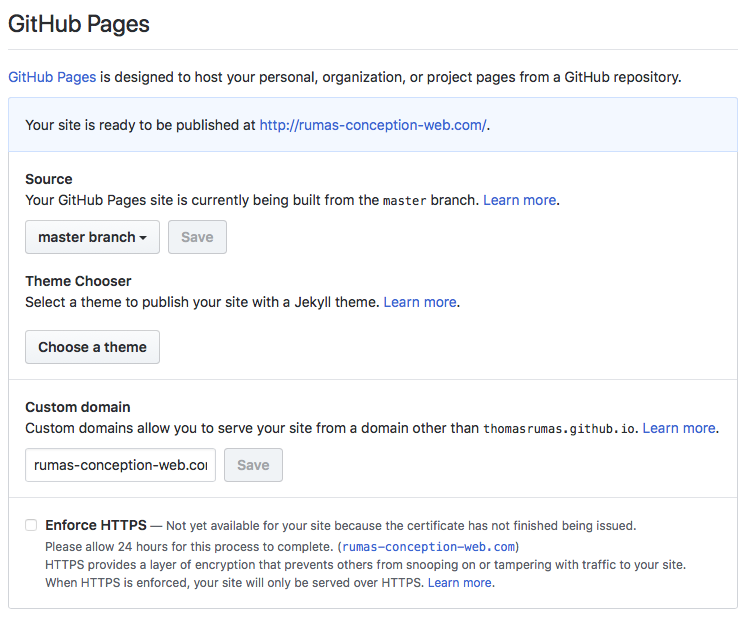 GitHub Pages
GitHub Pages is designed to host your personal, organization, or project pages from a GitHub repository.
Your site is ready to be published at http://rumas-conception-web.com/.
Source
Your GitHub Pages site is currently being built from the master branch. Learn more.
master branch Save
Theme Chooser
Select a theme to publish your site with a Jekyll theme. Learn more.
Choose a theme
Custom domain
Custom domains allow you to serve your site from a domain other than thomasrumas.github.io. Learn more.
rumas-conception-web.co Save
Enforce HTTPS — Not yet available for your site because the certificate has not finished being issued.
Please allow 24 hours for this process to complete. (rumas-conception-web.com)
HTTPS provides a layer of encryption that prevents others from snooping on or tampering with traffic to your site.
When HTTPS is enforced, your site will only be served over HTTPS. Learn more.